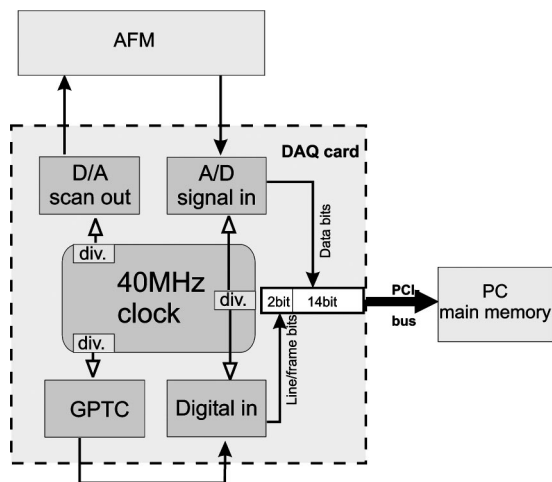 AFM
DAQ card
D/A
scan out
A/D
signal in
Data bits
div.
40MHz
clock
div.
div.
2bit
14bit
PCI
bus
PC
main memory
Line/frame bits
GPTC
Digital in